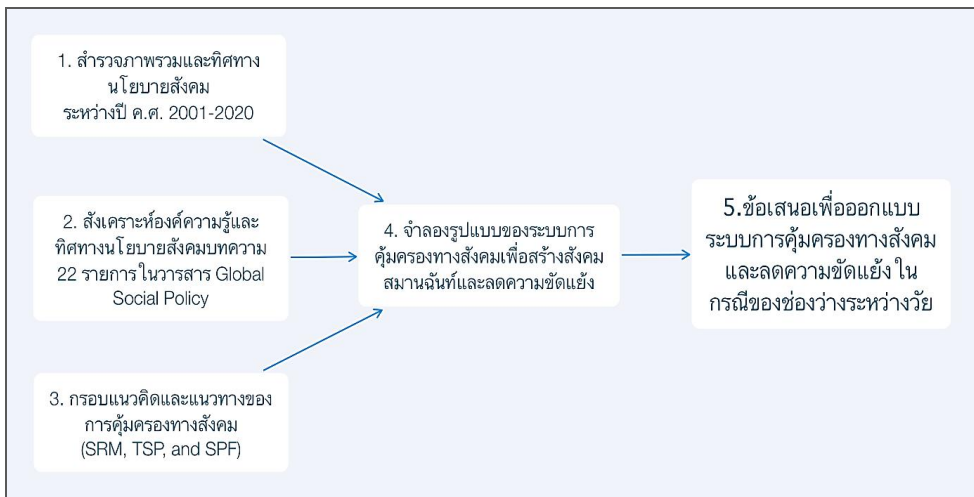 1. สำรวจภาพรวมและทิศทาง
นโยบายสังคม
ระหว่างปี ค.ศ. 2001-2020
2. สังเคราะห์องค์ความรู้และ
ทิศทางนโยบายสังคมบทความ
22 รายการ ในวารสาร Global
Social Policy
3. กรอบแนวคิดและแนวทางของ
การคุ้มครองทางสังคม
(SRM, TSP, and SPF)
4. จำลองรูปแบบของระบบการ
คุ้มครองทางสังคมเพื่อสร้างสังคม
สมานฉันท์และลดความขัดแย้ง
5.ข้อเสนอเพื่อออกแบบ
ระบบการคุ้มครองทางสังคม
และลดความขัดแย้ง ใน
กรณีของช่องว่างระหว่างวัย